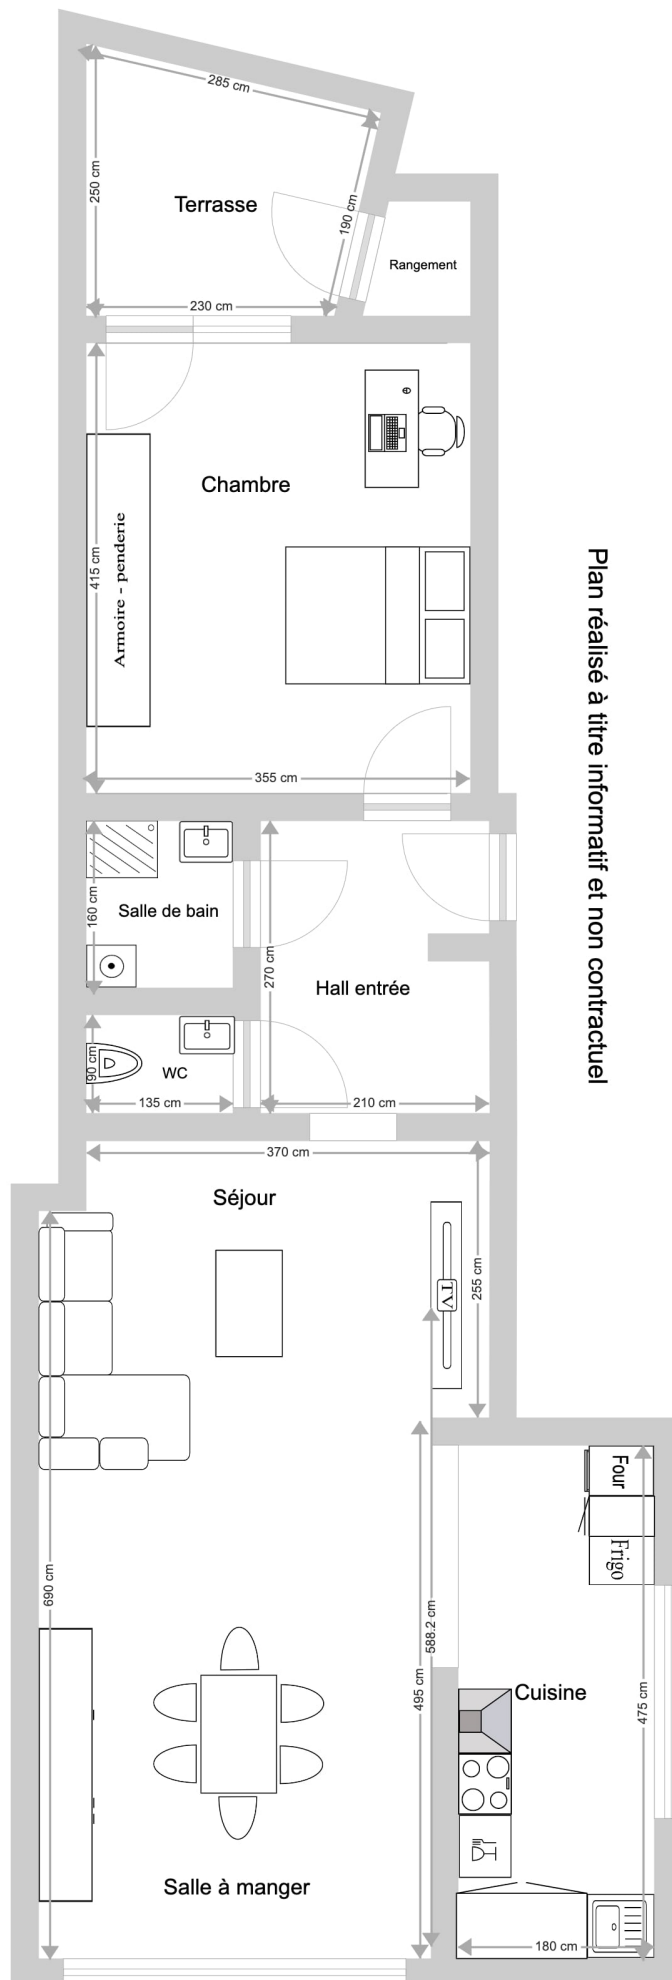 285 cm
250 cm
Terrasse
190 cm
Rangement
230 cm
Chambre
Armoire - penderie
415 cm
355 cm
Plan réalisé à titre informatif et non contractuel
160 cm
Salle de bain
270 cm
Hall entrée
90 cm
WC
135 cm
210 cm
370 cm
Séjour
255 cm
TV
Four
Frigo
690 cm
588.2 cm
495 cm
Cuisine
475 cm
Salle à manger
180 cm